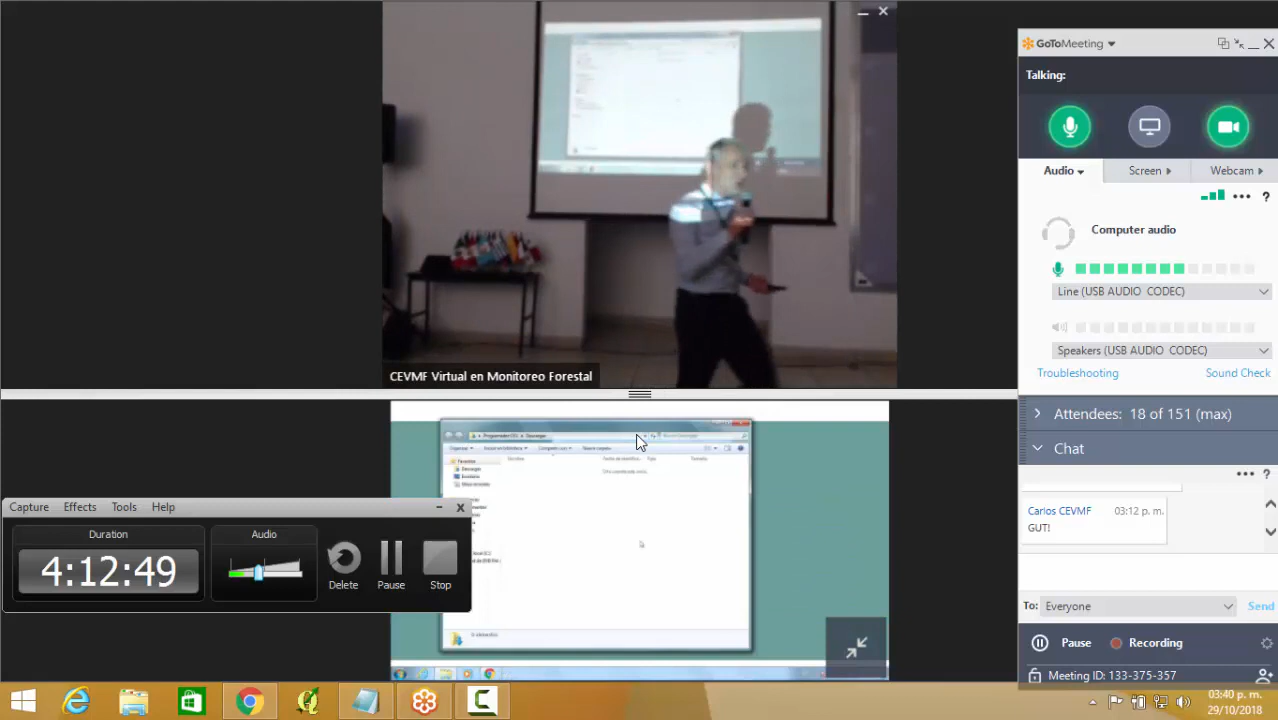 GoToMeeting
Talking:
Audio
Screen
Webcam
?
Computer audio
Line (USB AUDIO CODEC)
Speakers (USB AUDIO CODEC)
Troubleshooting
Sound Check
CEVMF Virtual en Monitoreo Forestal
Attendees: 18 of 151 (max)
?
Carlos CEVMF
03:12 p. m.
GUT!
To:
Everyone
Send
Pause
Recording
Meeting ID: 133-375-357
Capture
Effects
Tools
Help
Duration
4:12:49
Audio
Delete
Pause
Stop
Descargas
03:40 p. m.
29/10/2018